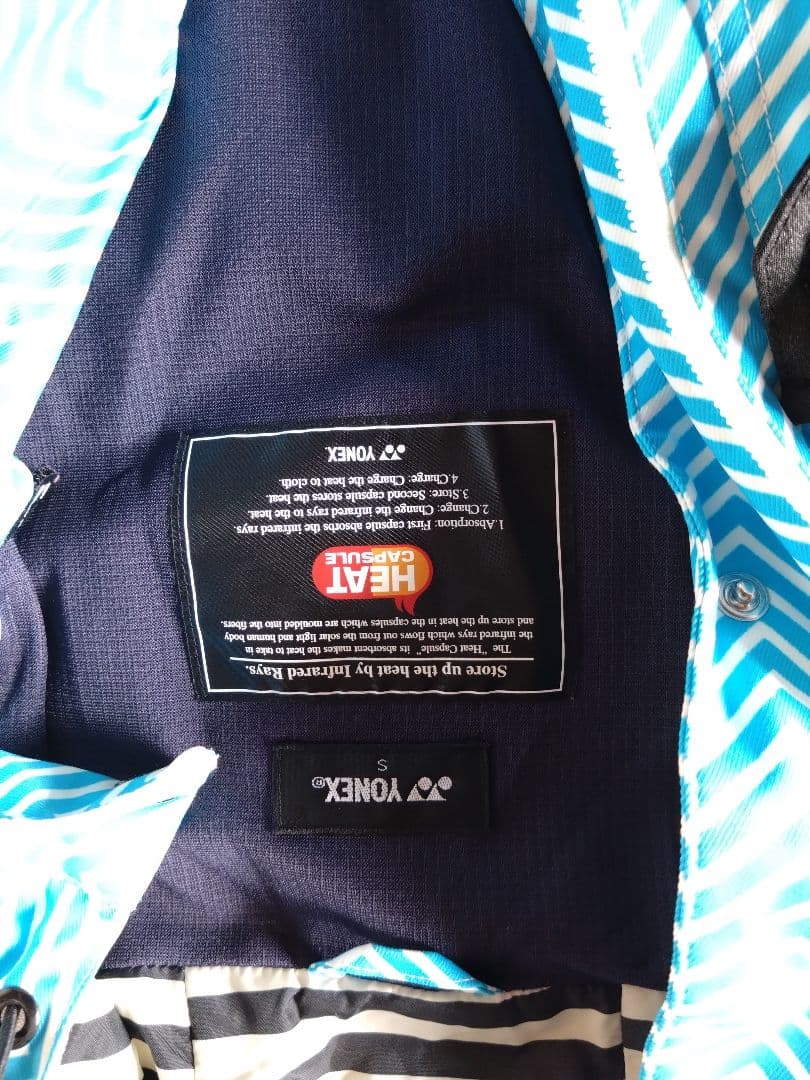 YONEX®
S
Store up the heat by Infrared Rays.
The "Heat Capsule" its absorbent makes the heat to take in
the infrared rays which flows out from the solar light and human body
and store up the heat in the capsules which are moulded into the fibers.
HEAT
CAPSULE
1.Absorption: First capsule absorbs the infrared rays.
2.Change: Change the infrared rays to the heat.
3.Store: Second capsule stores the heat.
4.Charge: Charge the heat to cloth.
YONEX